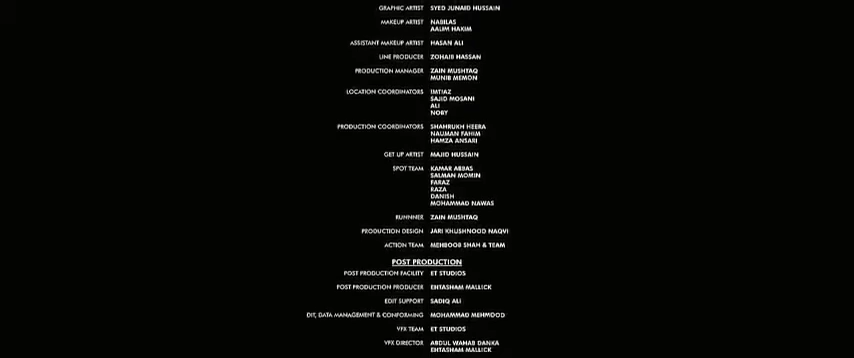 GRAPHIC ARTIST SYED JUNAID HUSSAIN
MAKEUP ARTIST NABILAS
AALIM HAKIM
ASSISTANT MAKEUP ARTIST HASAN ALI
LINE PRODUCER ZOHAIB HASSAN
PRODUCTION MANAGER ZAIN MUSHTAQ
MUNIB MEMON
LOCATION COORDINATORS IMTIAZ
SAJID MOSANI
ALI
NOBY
PRODUCTION COORDINATORS SHAHRUKH HEERA
NAUMAN FAHIM
HAMZA ANSARI
GET UP ARTIST MAJID HUSSAIN
SPOT TEAM KAMAR ABBAS
SALMAN MOMIN
FARAZ
RAZA
DANISH
MOHAMMAD NAWAS
RUNNNER ZAIN MUSHTAQ
PRODUCTION DESIGN JARI KHUSHNOOD NAQVI
ACTION TEAM MEHBOOB SHAH & TEAM
POST PRODUCTION
POST PRODUCTION FACILITY ET STUDIOS
POST PRODUCTION PRODUCER EHTASHAM MALLICK
EDIT SUPPORT SADIQ ALI
DIT, DATA MANAGEMENT & CONFORMING MOHAMMAD MEHMOOD
VFX TEAM ET STUDIOS
VFX DIRECTOR ABDUL WAHAB DANKA
EHTASHAM MALLICK